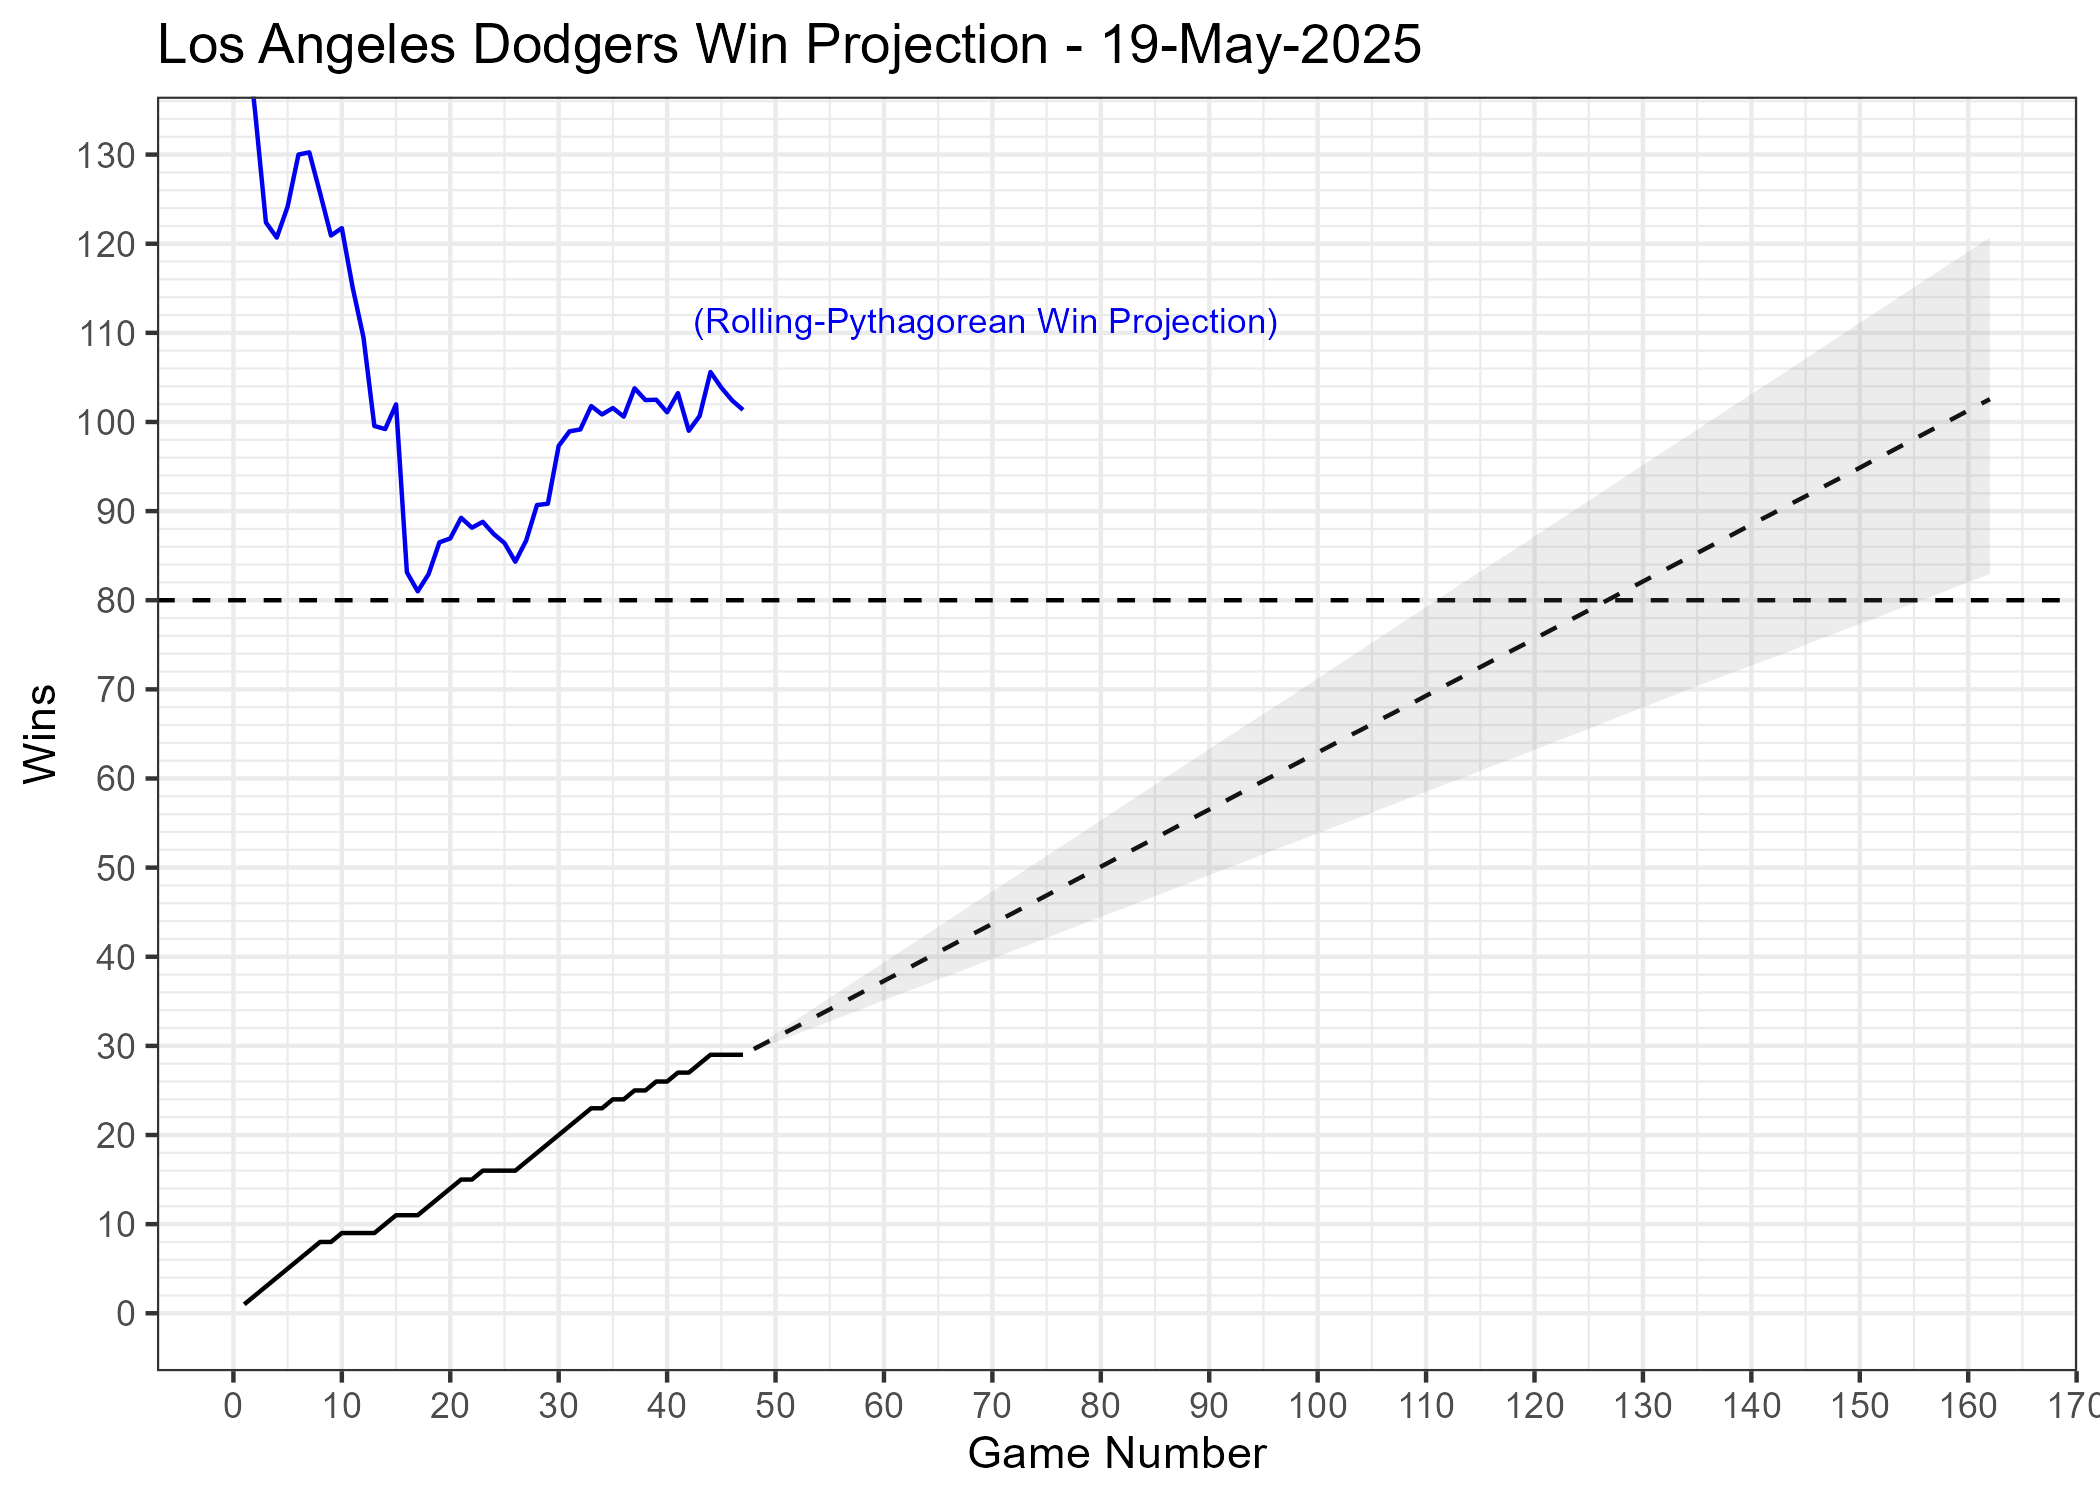 Los Angeles Dodgers Win Projection - 19-May-2025
130
120
110
100
90
80
70
60
50
40
30
20
10
0
(Rolling-Pythagorean Win Projection)
Wins
0 10 20 30 40 50 60 70 80 90 100 110 120 130 140 150 160 170
Game Number